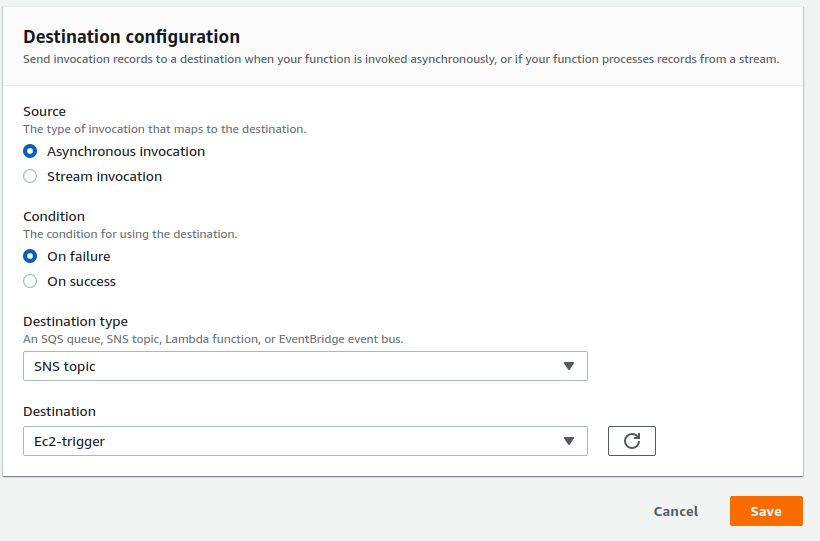 Destination configuration
Send invocation records to a destination when your function is invoked asynchronously, or if your function processes records from a stream.
Source
The type of invocation that maps to the destination.
Asynchronous invocation
Stream invocation
Condition
The condition for using the destination.
On failure
On success
Destination type
An SQS queue, SNS topic, Lambda function, or EventBridge event bus.
SNS topic
Destination
Ec2-trigger
Cancel Save